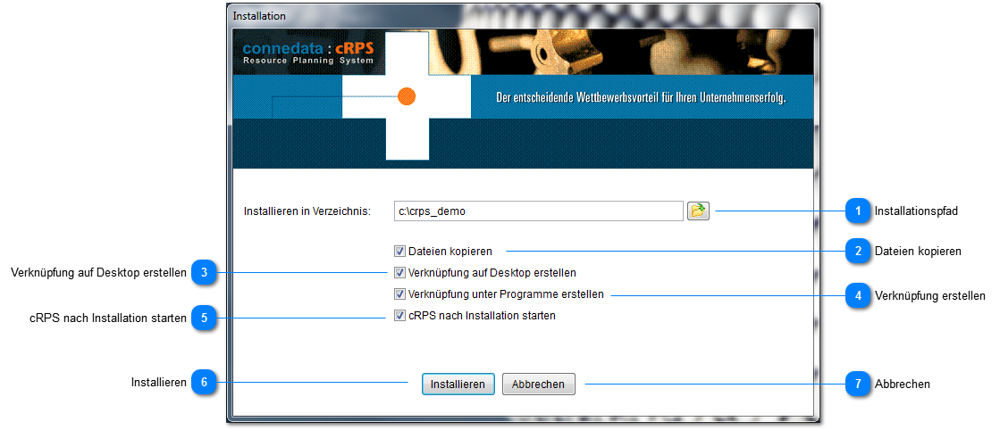 Installation
connedata : cRPS
Resource Planning System
Der entscheidende Wettbewerbsvorteil für Ihren Unternehmenserfolg.
Installieren in Verzeichnis: c:\crps_demo 1 Installationspfad
Dateien kopieren 2 Dateien kopieren
Verknüpfung auf Desktop erstellen 3 Verknüpfung auf Desktop erstellen
Verknüpfung unter Programme erstellen 4 Verknüpfung erstellen
cRPS nach Installation starten 5 cRPS nach Installation starten
Installieren 6 Installieren Abbrechen 7 Abbrechen